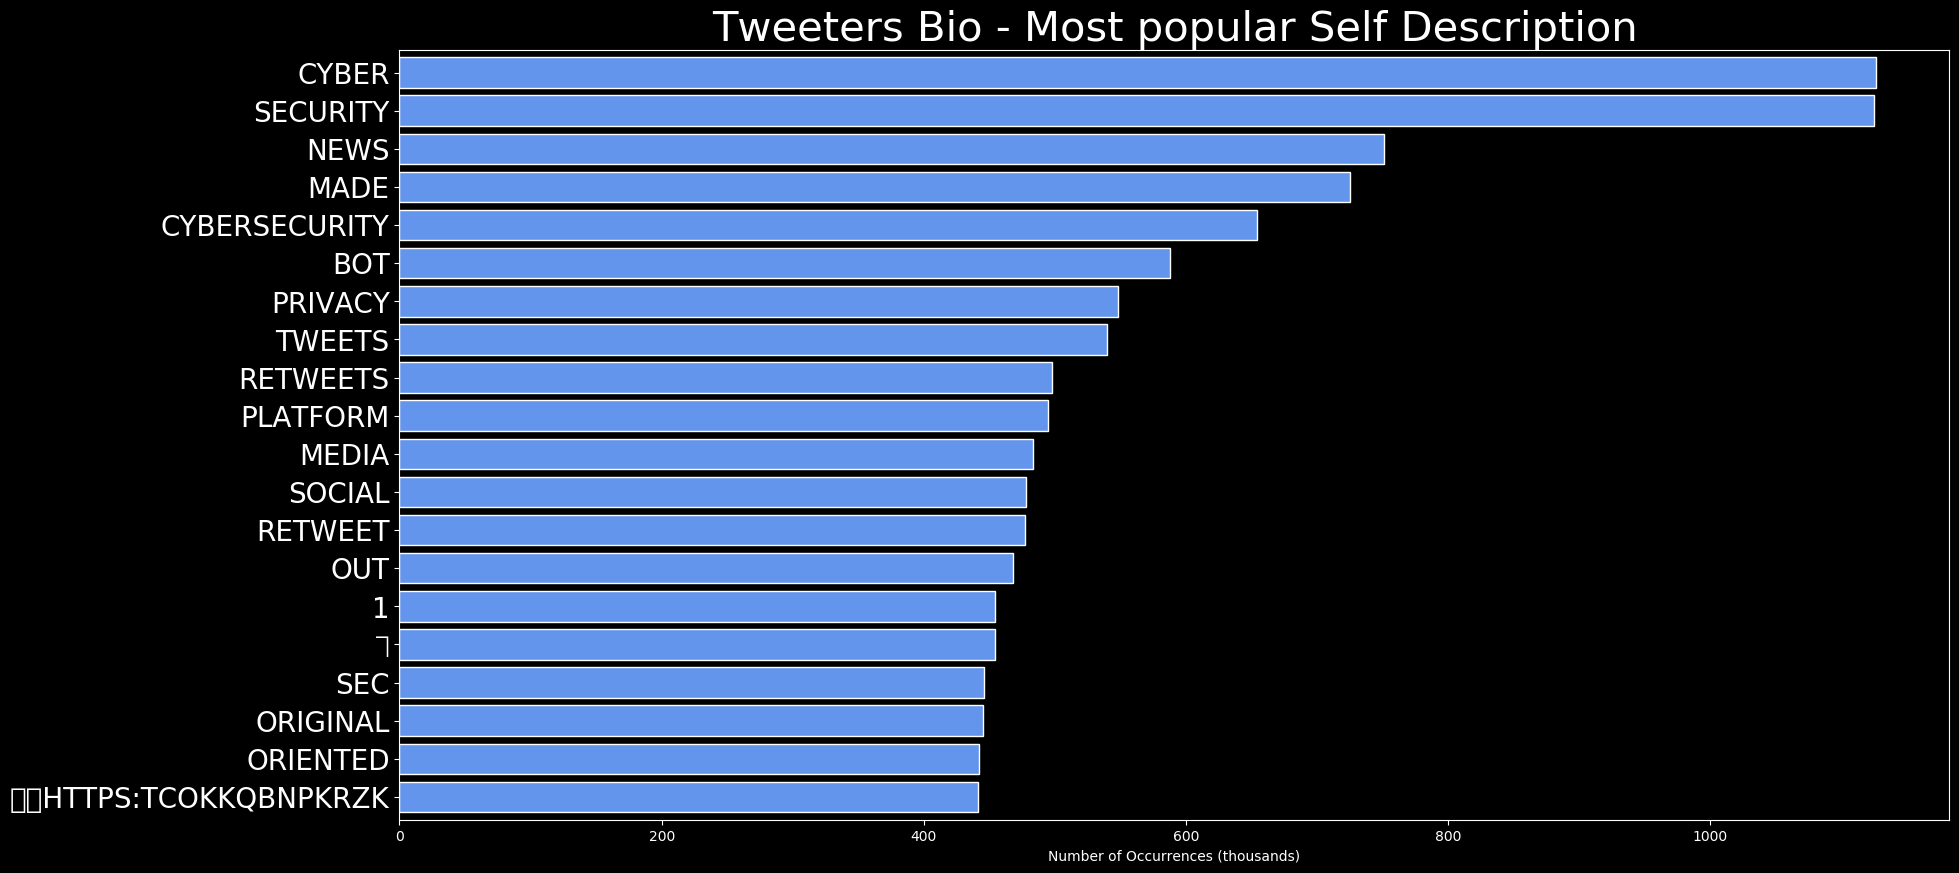 Tweeters Bio - Most popular Self Description
CYBER
SECURITY
NEWS
MADE
CYBERSECURITY
BOT
PRIVACY
TWEETS
RETWEETS
PLATFORM
MEDIA
SOCIAL
RETWEET
OUT
1
SEC
ORIGINAL
ORIENTED
HTTPS:TCOKKQBNPKRZK
0 200 400 600 800 1000
Number of Occurrences (thousands)